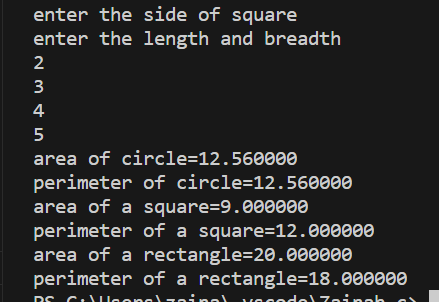 enter the side of square
enter the length and breadth
2
3
4
5
area of circle=12.560000
perimeter of circle=12.560000
area of a square=9.000000
perimeter of a square=12.000000
area of a rectangle=20.000000
perimeter of a rectangle=18.000000
PS C:\Users\zaina\.vscode\Zainab c>